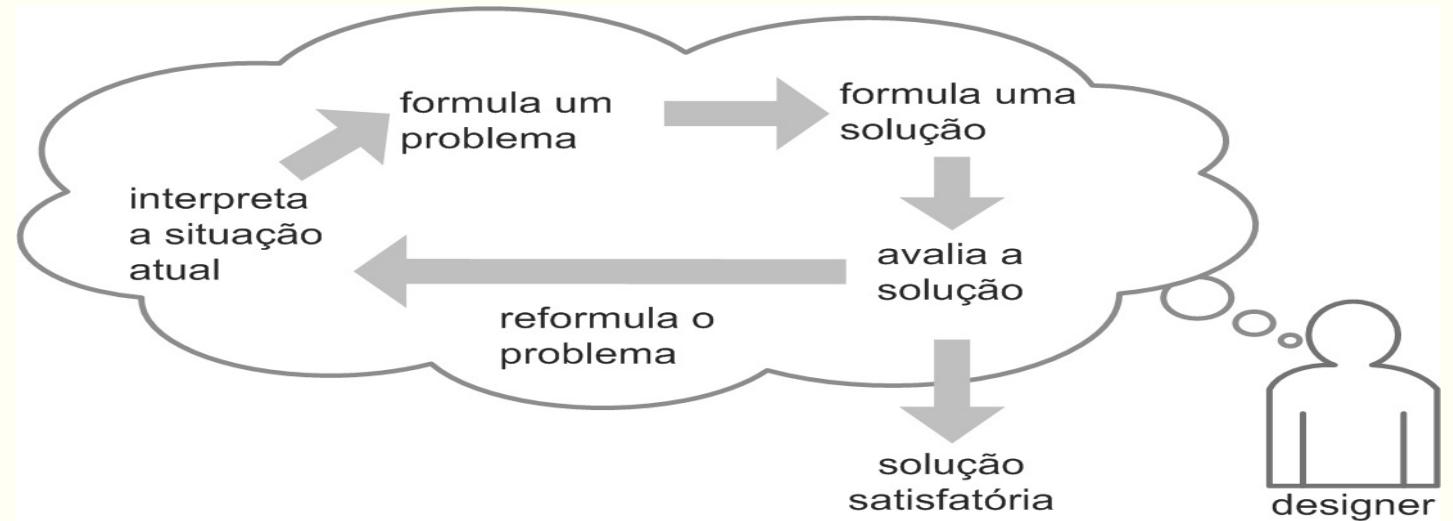 formula um
problema
formula uma
solução
interpreta
a situação
atual
avalia a
solução
reformula o
problema
solução
satisfatória
designer